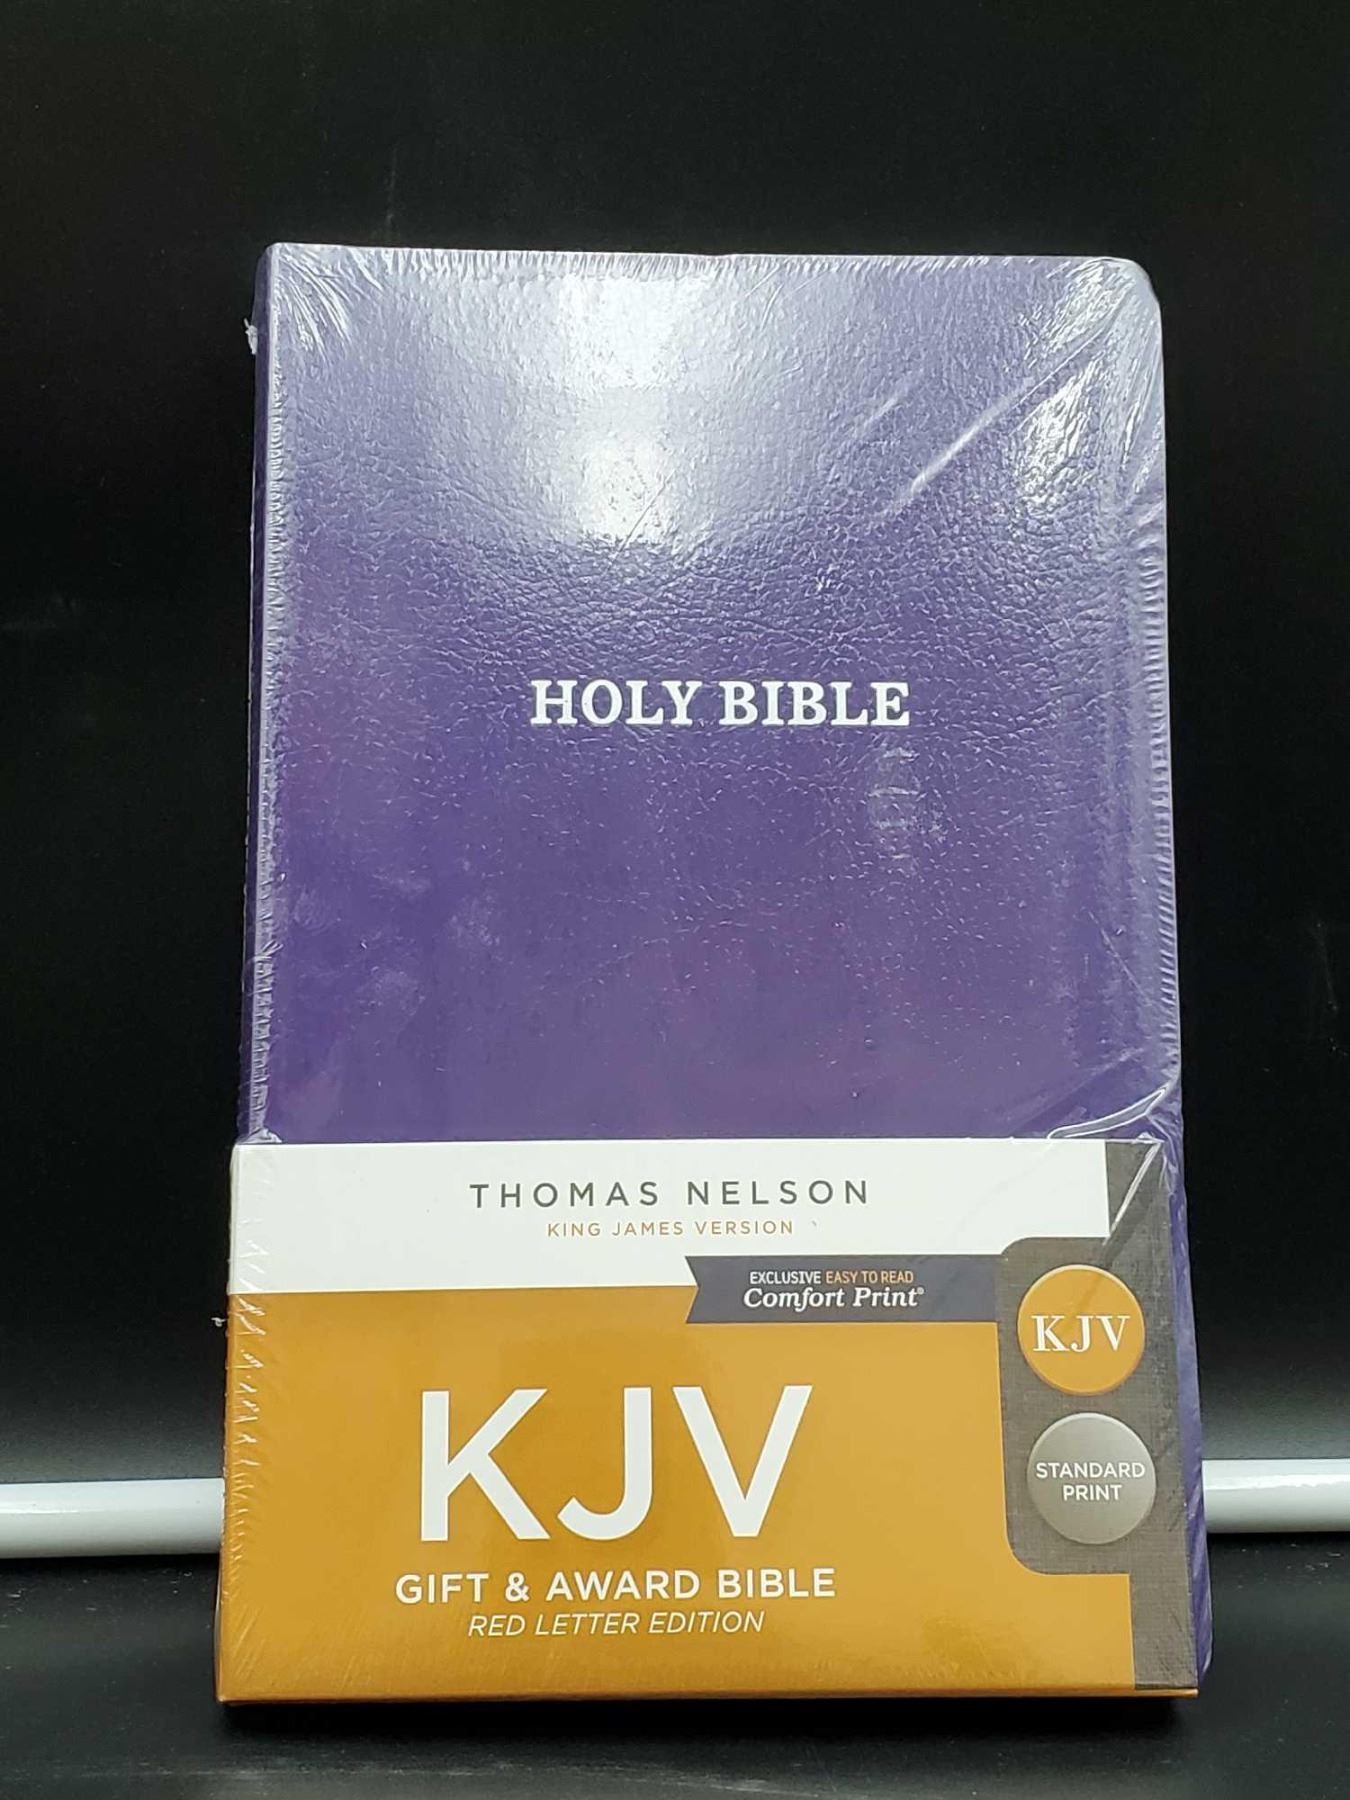 HOLY BIBLE
THOMAS NELSON
KING JAMES VERSION
EXCLUSIVE EASY TO READ
Comfort Print®
KJV
STANDARD
PRINT
KJV
GIFT & AWARD BIBLE
RED LETTER EDITION